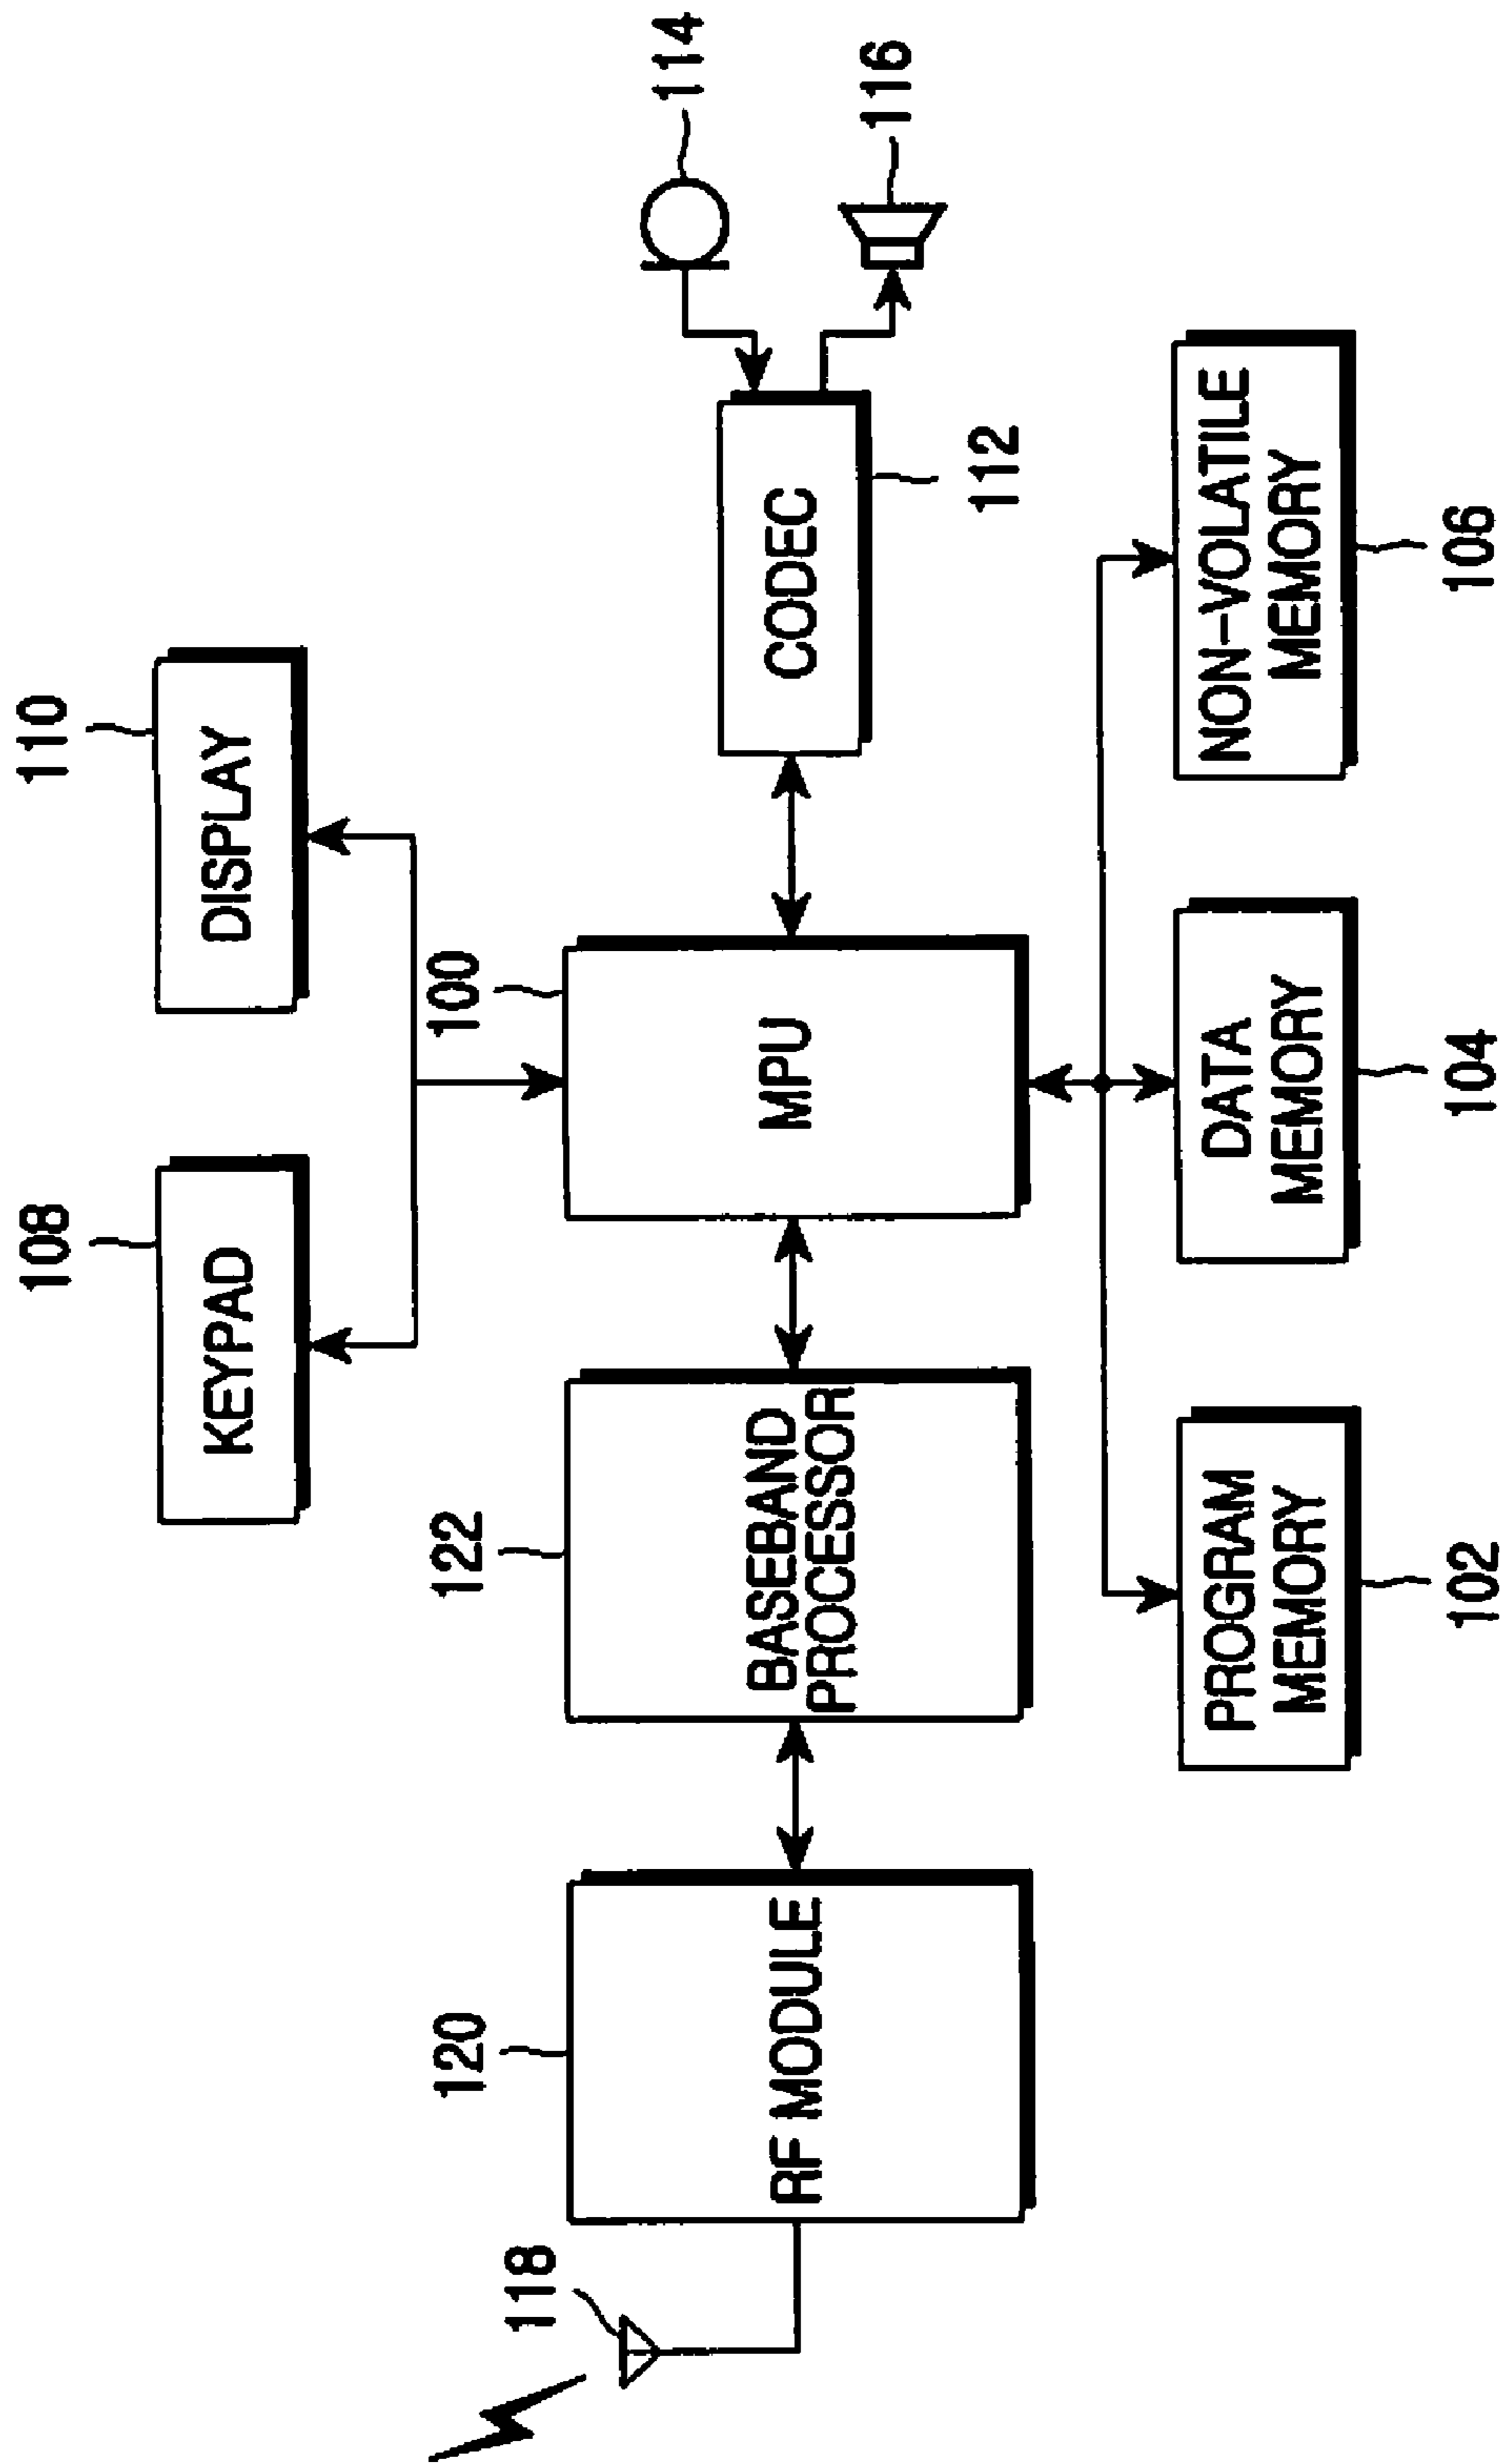 108
KEYPAD
110
DISPLAY
118
120
RF MODULE
122
BASEBAND
PROCESSOR
100
MPU
CODEC
112
114
116
PROGRAM
MEMORY
102
DATA
MEMORY
104
NON-VOLATILE
MEMORY
106